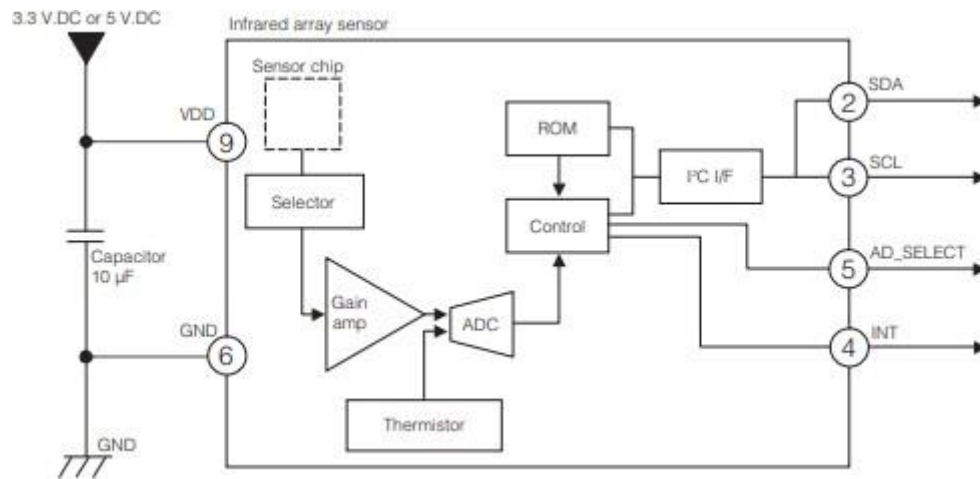 3.3 V.DC or 5 V.DC
Infrared array sensor
Sensor chip
VDD
9
Selector
Capacitor
10 µF
GND
6
GND
Gain
amp
ADC
Thermistor
ROM
Control
I²C I/F
SDA
2
SCL
3
AD_SELECT
5
INT
4